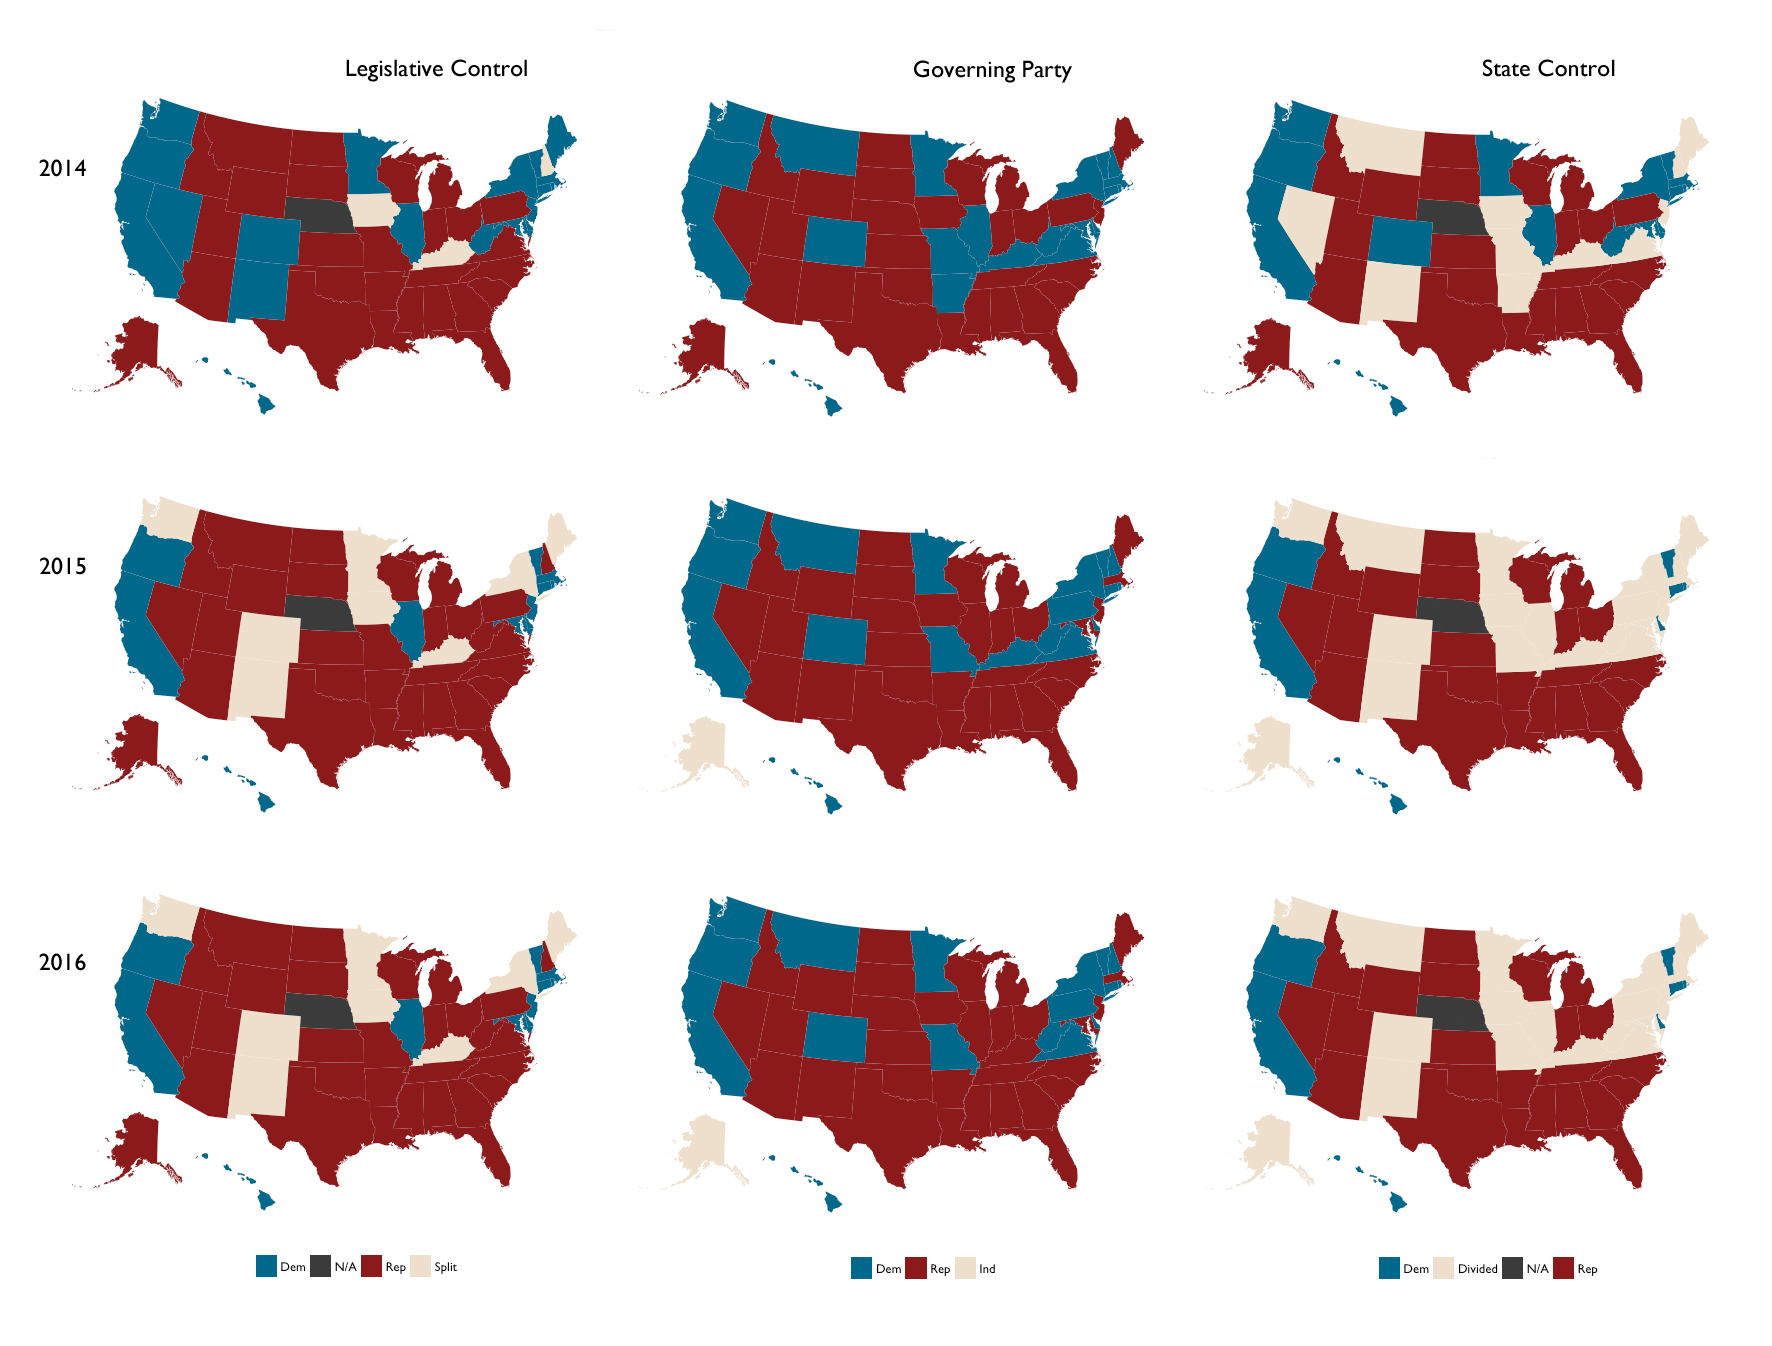 Legislative Control
Governing Party
State Control
2014
2015
2016
Dem N/A Rep Split
Dem Rep Ind
Dem Divided N/A Rep